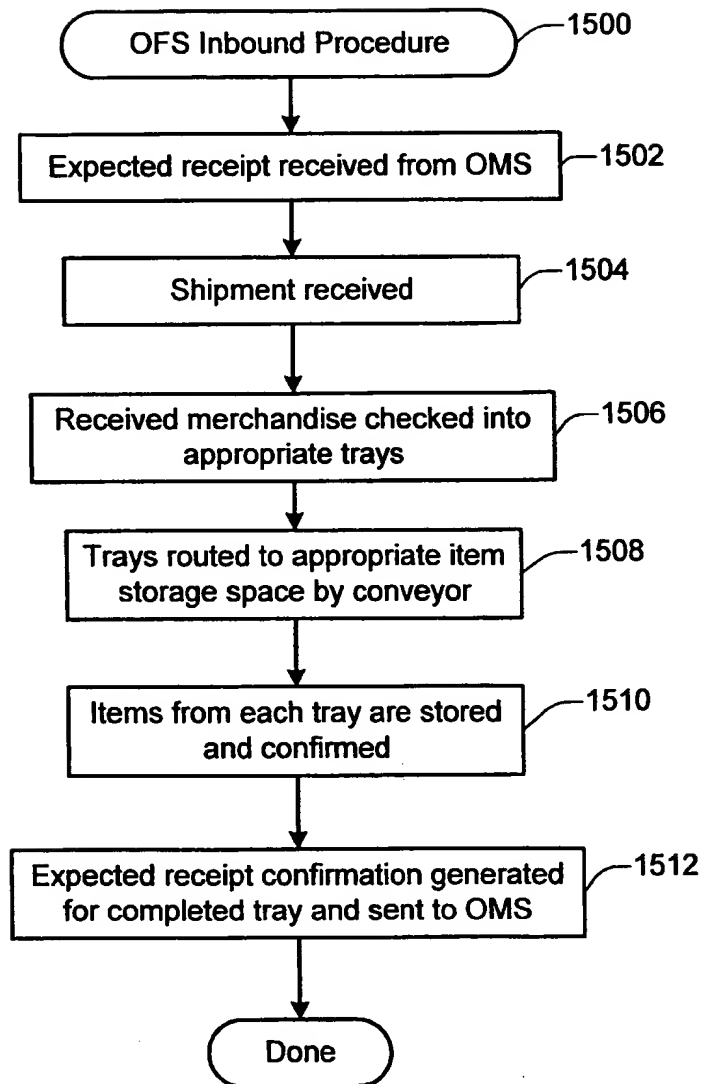 OFS Inbound Procedure
1500
Expected receipt received from OMS
1502
Shipment received
1504
Received merchandise checked into
appropriate trays
1506
Trays routed to appropriate item
storage space by conveyor
1508
Items from each tray are stored
and confirmed
1510
Expected receipt confirmation generated
for completed tray and sent to OMS
1512
Done